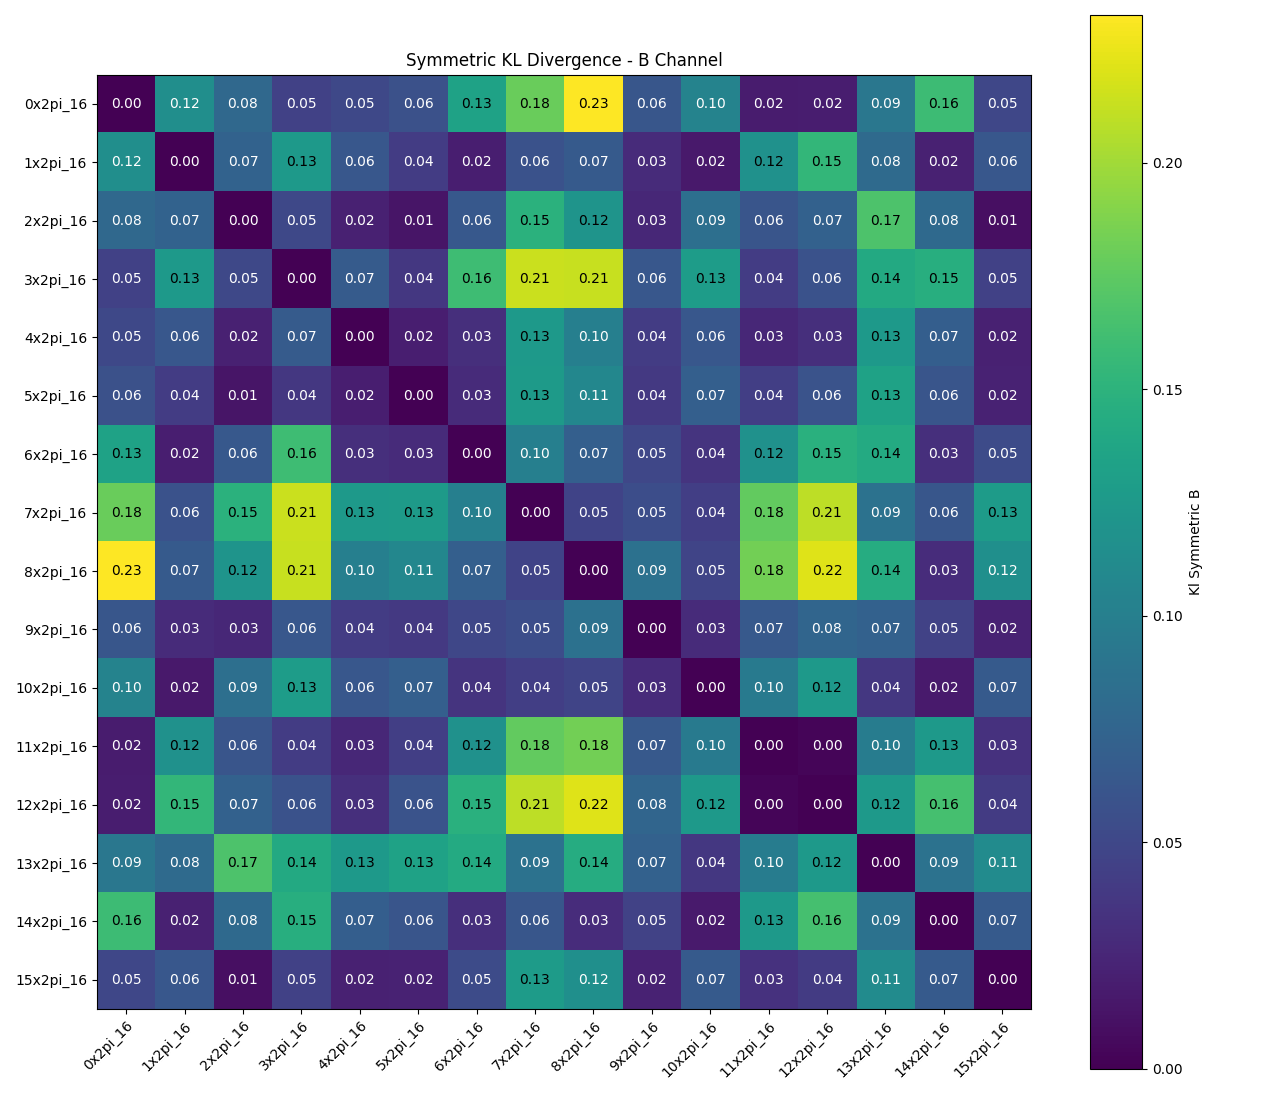 Symmetric KL Divergence - B Channel
0x2pi_16 0.00 0.12 0.08 0.05 0.05 0.06 0.13 0.18 0.23 0.06 0.10 0.02 0.02 0.09 0.16 0.05
1x2pi_16 0.12 0.00 0.07 0.13 0.06 0.04 0.02 0.06 0.07 0.03 0.02 0.12 0.15 0.08 0.02 0.06
2x2pi_16 0.08 0.07 0.00 0.05 0.02 0.01 0.06 0.15 0.12 0.03 0.09 0.06 0.07 0.17 0.08 0.01
3x2pi_16 0.05 0.13 0.05 0.00 0.07 0.04 0.16 0.21 0.21 0.06 0.13 0.04 0.06 0.14 0.15 0.05
4x2pi_16 0.05 0.06 0.02 0.07 0.00 0.02 0.03 0.13 0.10 0.04 0.06 0.03 0.03 0.13 0.07 0.02
5x2pi_16 0.06 0.04 0.01 0.04 0.02 0.00 0.03 0.13 0.11 0.04 0.07 0.04 0.06 0.13 0.06 0.02
6x2pi_16 0.13 0.02 0.06 0.16 0.03 0.03 0.00 0.10 0.07 0.05 0.04 0.12 0.15 0.14 0.03 0.05
7x2pi_16 0.18 0.06 0.15 0.21 0.13 0.13 0.10 0.00 0.05 0.05 0.04 0.18 0.21 0.09 0.06 0.13
8x2pi_16 0.23 0.07 0.12 0.21 0.10 0.11 0.07 0.05 0.00 0.09 0.05 0.18 0.22 0.14 0.03 0.12
9x2pi_16 0.06 0.03 0.03 0.06 0.04 0.04 0.05 0.05 0.09 0.00 0.03 0.07 0.08 0.07 0.05 0.02
10x2pi_16 0.10 0.02 0.09 0.13 0.06 0.07 0.04 0.04 0.05 0.03 0.00 0.10 0.12 0.04 0.02 0.07
11x2pi_16 0.02 0.12 0.06 0.04 0.03 0.04 0.12 0.18 0.18 0.07 0.10 0.00 0.00 0.10 0.13 0.03
12x2pi_16 0.02 0.15 0.07 0.06 0.03 0.06 0.15 0.21 0.22 0.08 0.12 0.00 0.00 0.12 0.16 0.04
13x2pi_16 0.09 0.08 0.17 0.14 0.13 0.13 0.14 0.09 0.14 0.07 0.04 0.10 0.12 0.00 0.09 0.11
14x2pi_16 0.16 0.02 0.08 0.15 0.07 0.06 0.03 0.06 0.03 0.05 0.02 0.13 0.16 0.09 0.00 0.07
15x2pi_16 0.05 0.06 0.01 0.05 0.02 0.02 0.05 0.13 0.12 0.02 0.07 0.03 0.04 0.11 0.07 0.00
0x2pi_16 1x2pi_16 2x2pi_16 3x2pi_16 4x2pi_16 5x2pi_16 6x2pi_16 7x2pi_16 8x2pi_16 9x2pi_16 10x2pi_16 11x2pi_16 12x2pi_16 13x2pi_16 14x2pi_16 15x2pi_16
0.20
0.15
0.10
0.05
0.00
Kl Symmetric B